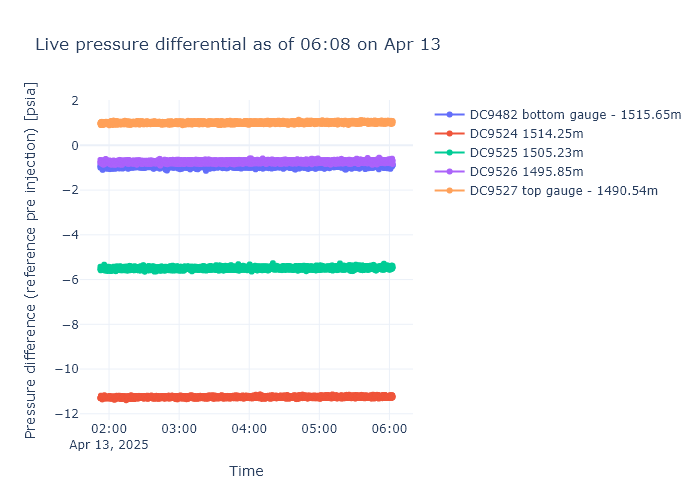 Live pressure differential as of 06:08 on Apr 13
Pressure difference (reference pre injection) [psia]
2
0
−2
−4
−6
−8
−10
−12
02:00
03:00
04:00
05:00
06:00
Apr 13, 2025
Time
DC9482 bottom gauge - 1515.65m
DC9524 1514.25m
DC9525 1505.23m
DC9526 1495.85m
DC9527 top gauge - 1490.54m